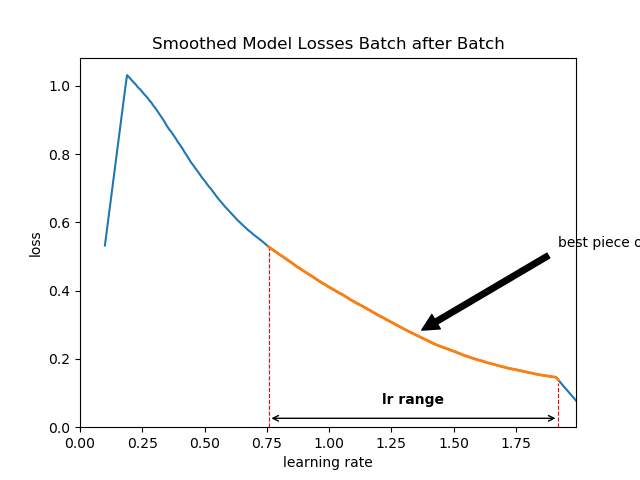 Smoothed Model Losses Batch after Batch
1.0
0.8
0.6
0.4
0.2
0.0
loss
best piece
lr range
0.00 0.25 0.50 0.75 1.00 1.25 1.50 1.75
learning rate